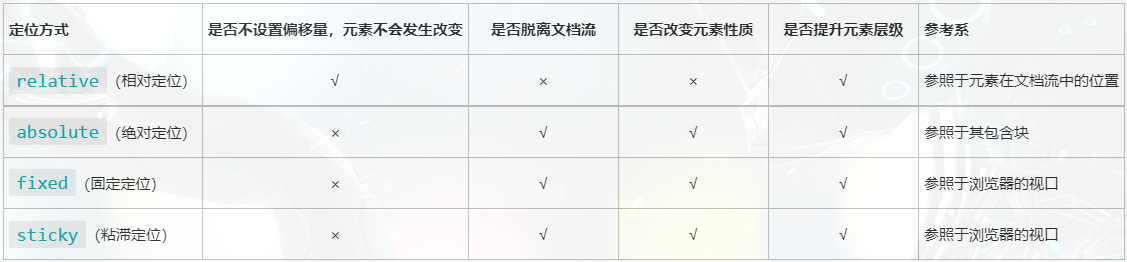 定位方式 是否不设置偏移量，元素不会发生改变 是否脱离文档流 是否改变元素性质 是否提升元素层级 参考系
relative（相对定位） √ × × √ 参照于元素在文档流中的位置
absolute（绝对定位） × √ √ √ 参照于其包含块
fixed（固定定位） × √ √ √ 参照于浏览器的视口
sticky（粘滞定位） × √ √ √ 参照于浏览器的视口